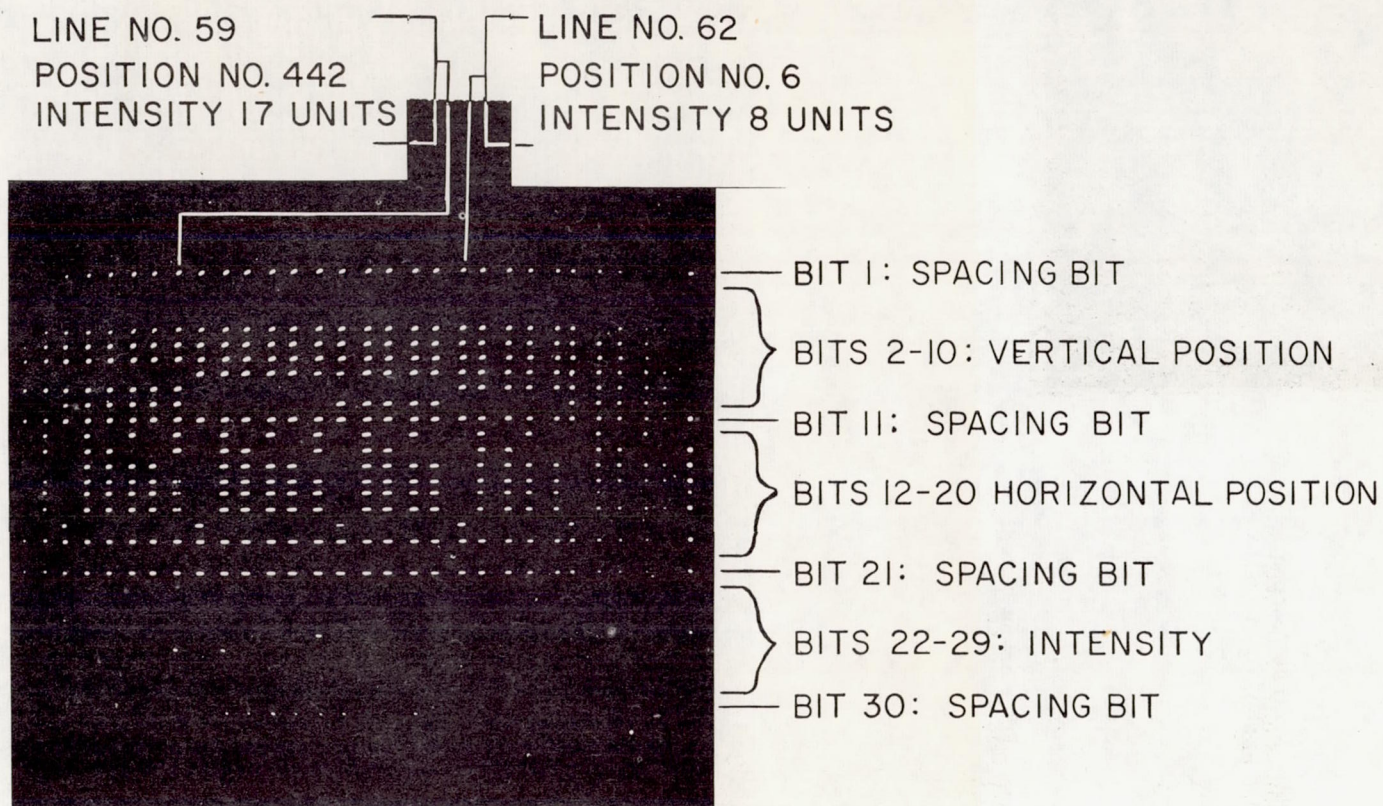 LINE NO. 59
POSITION NO. 442
INTENSITY 17 UNITS
LINE NO. 62
POSITION NO. 6
INTENSITY 8 UNITS
BIT 1: SPACING BIT
BITS 2-10: VERTICAL POSITION
BIT 11: SPACING BIT
BITS 12-20 HORIZONTAL POSITION
BIT 21: SPACING BIT
BITS 22-29: INTENSITY
BIT 30: SPACING BIT